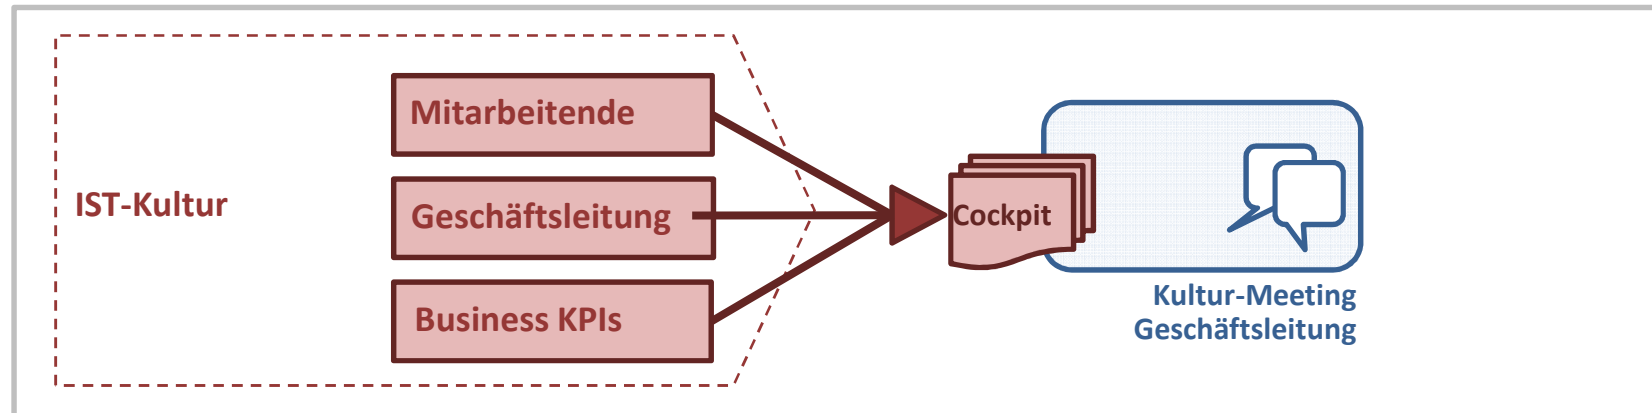 Mitarbeitende
IST-Kultur
Geschäftsleitung
Business KPIs
Cockpit
Kultur-Meeting
Geschäftsleitung